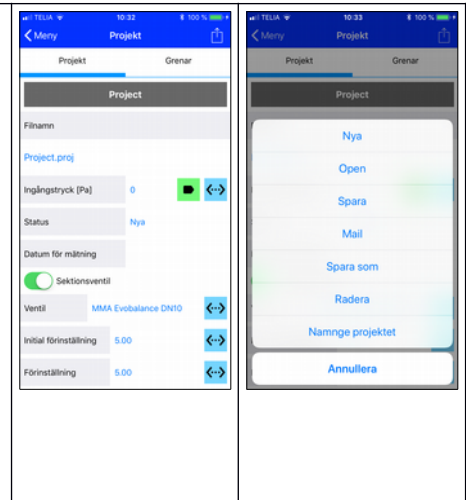 TELIA 10:32 100 %
Meny Projekt
Projekt Grenar
Project
Filnamn
Project.proj
Ingångstryck [Pa] 0
Status Nya
Datum för mätning
Sektionsventil
Ventil MMA Evobalance DN10
Initial förinställning 5.00
Förinställning 5.00
TELIA 10:33 100 %
Meny Projekt
Projekt Grenar
Project
Nya
Open
Spara
Mail
Spara som
Radera
Namnge projektet
Annullera